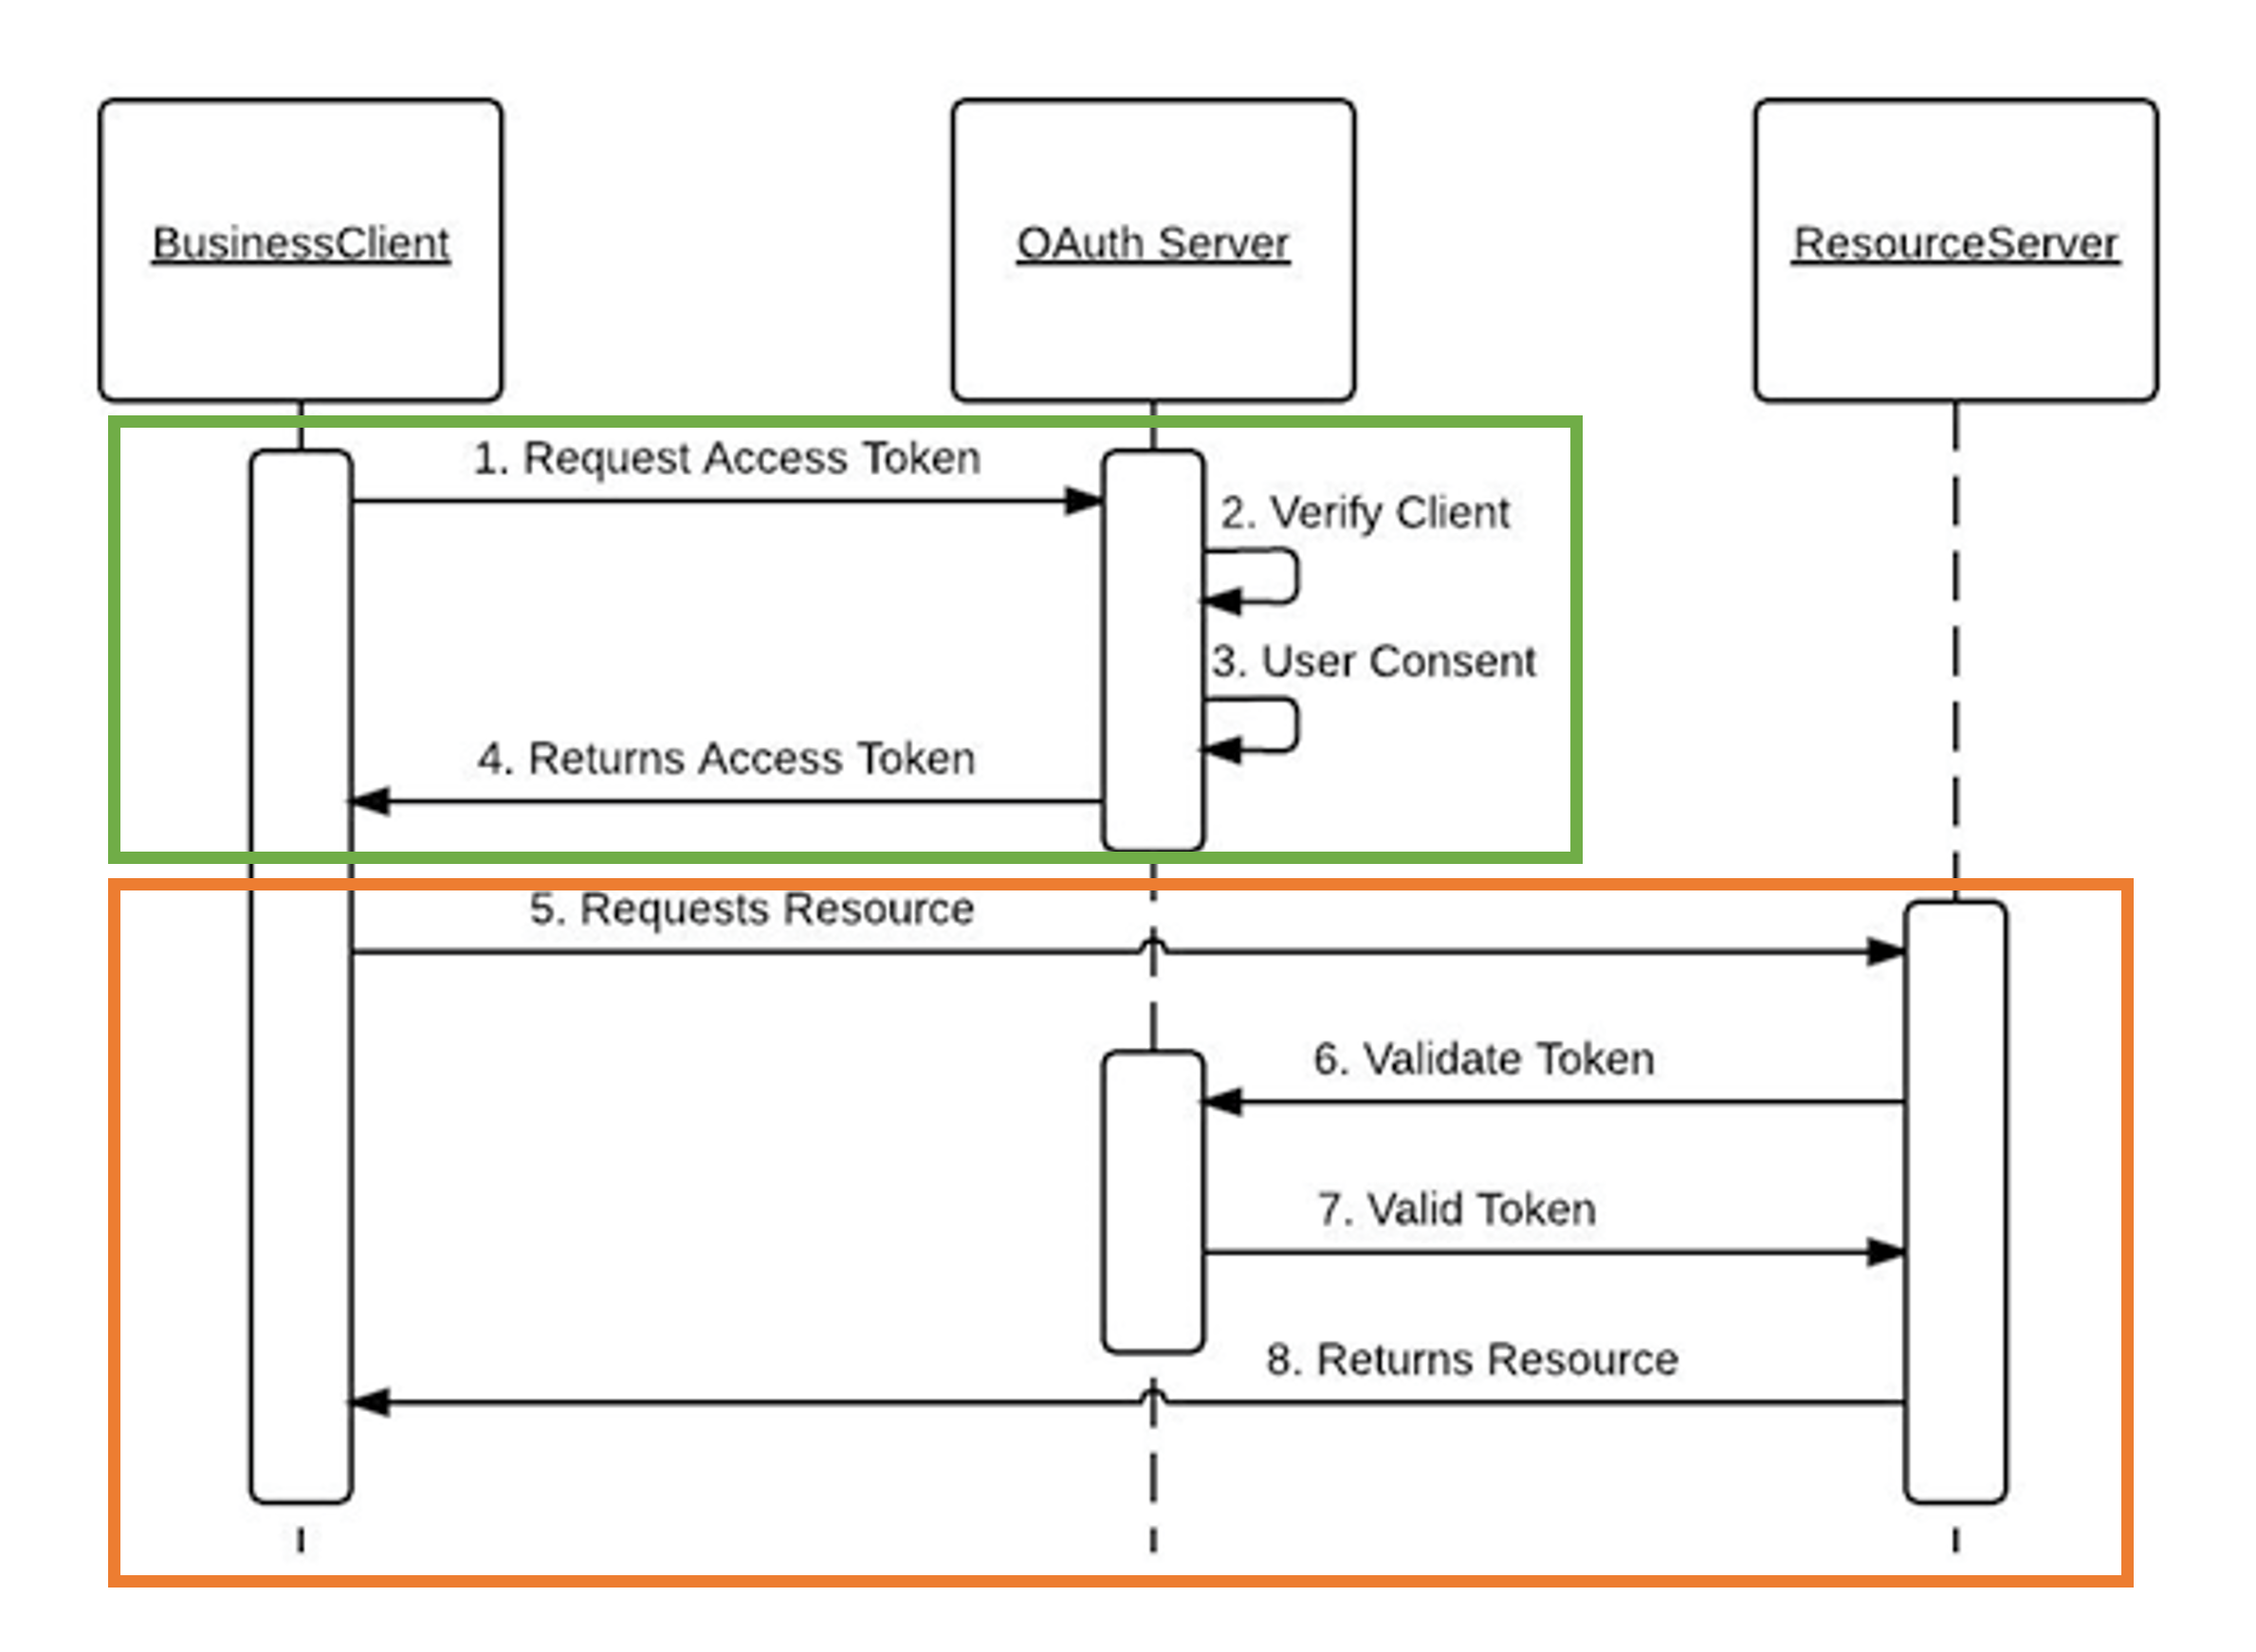 BusinessClient
OAuth Server
ResourceServer
1. Request Access Token
2. Verify Client
3. User Consent
4. Returns Access Token
5. Requests Resource
6. Validate Token
7. Valid Token
8. Returns Resource